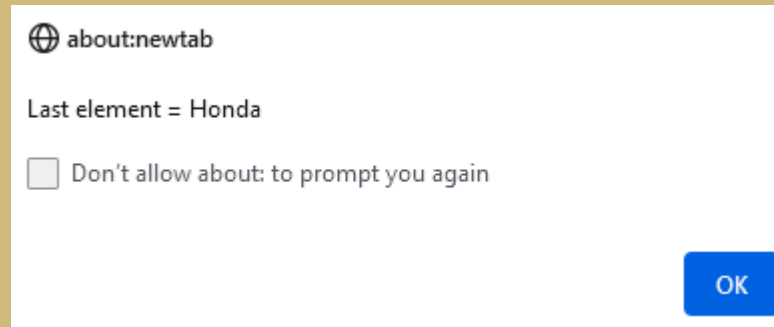 about:newtab
Last element = Honda
Don't allow about: to prompt you again
OK